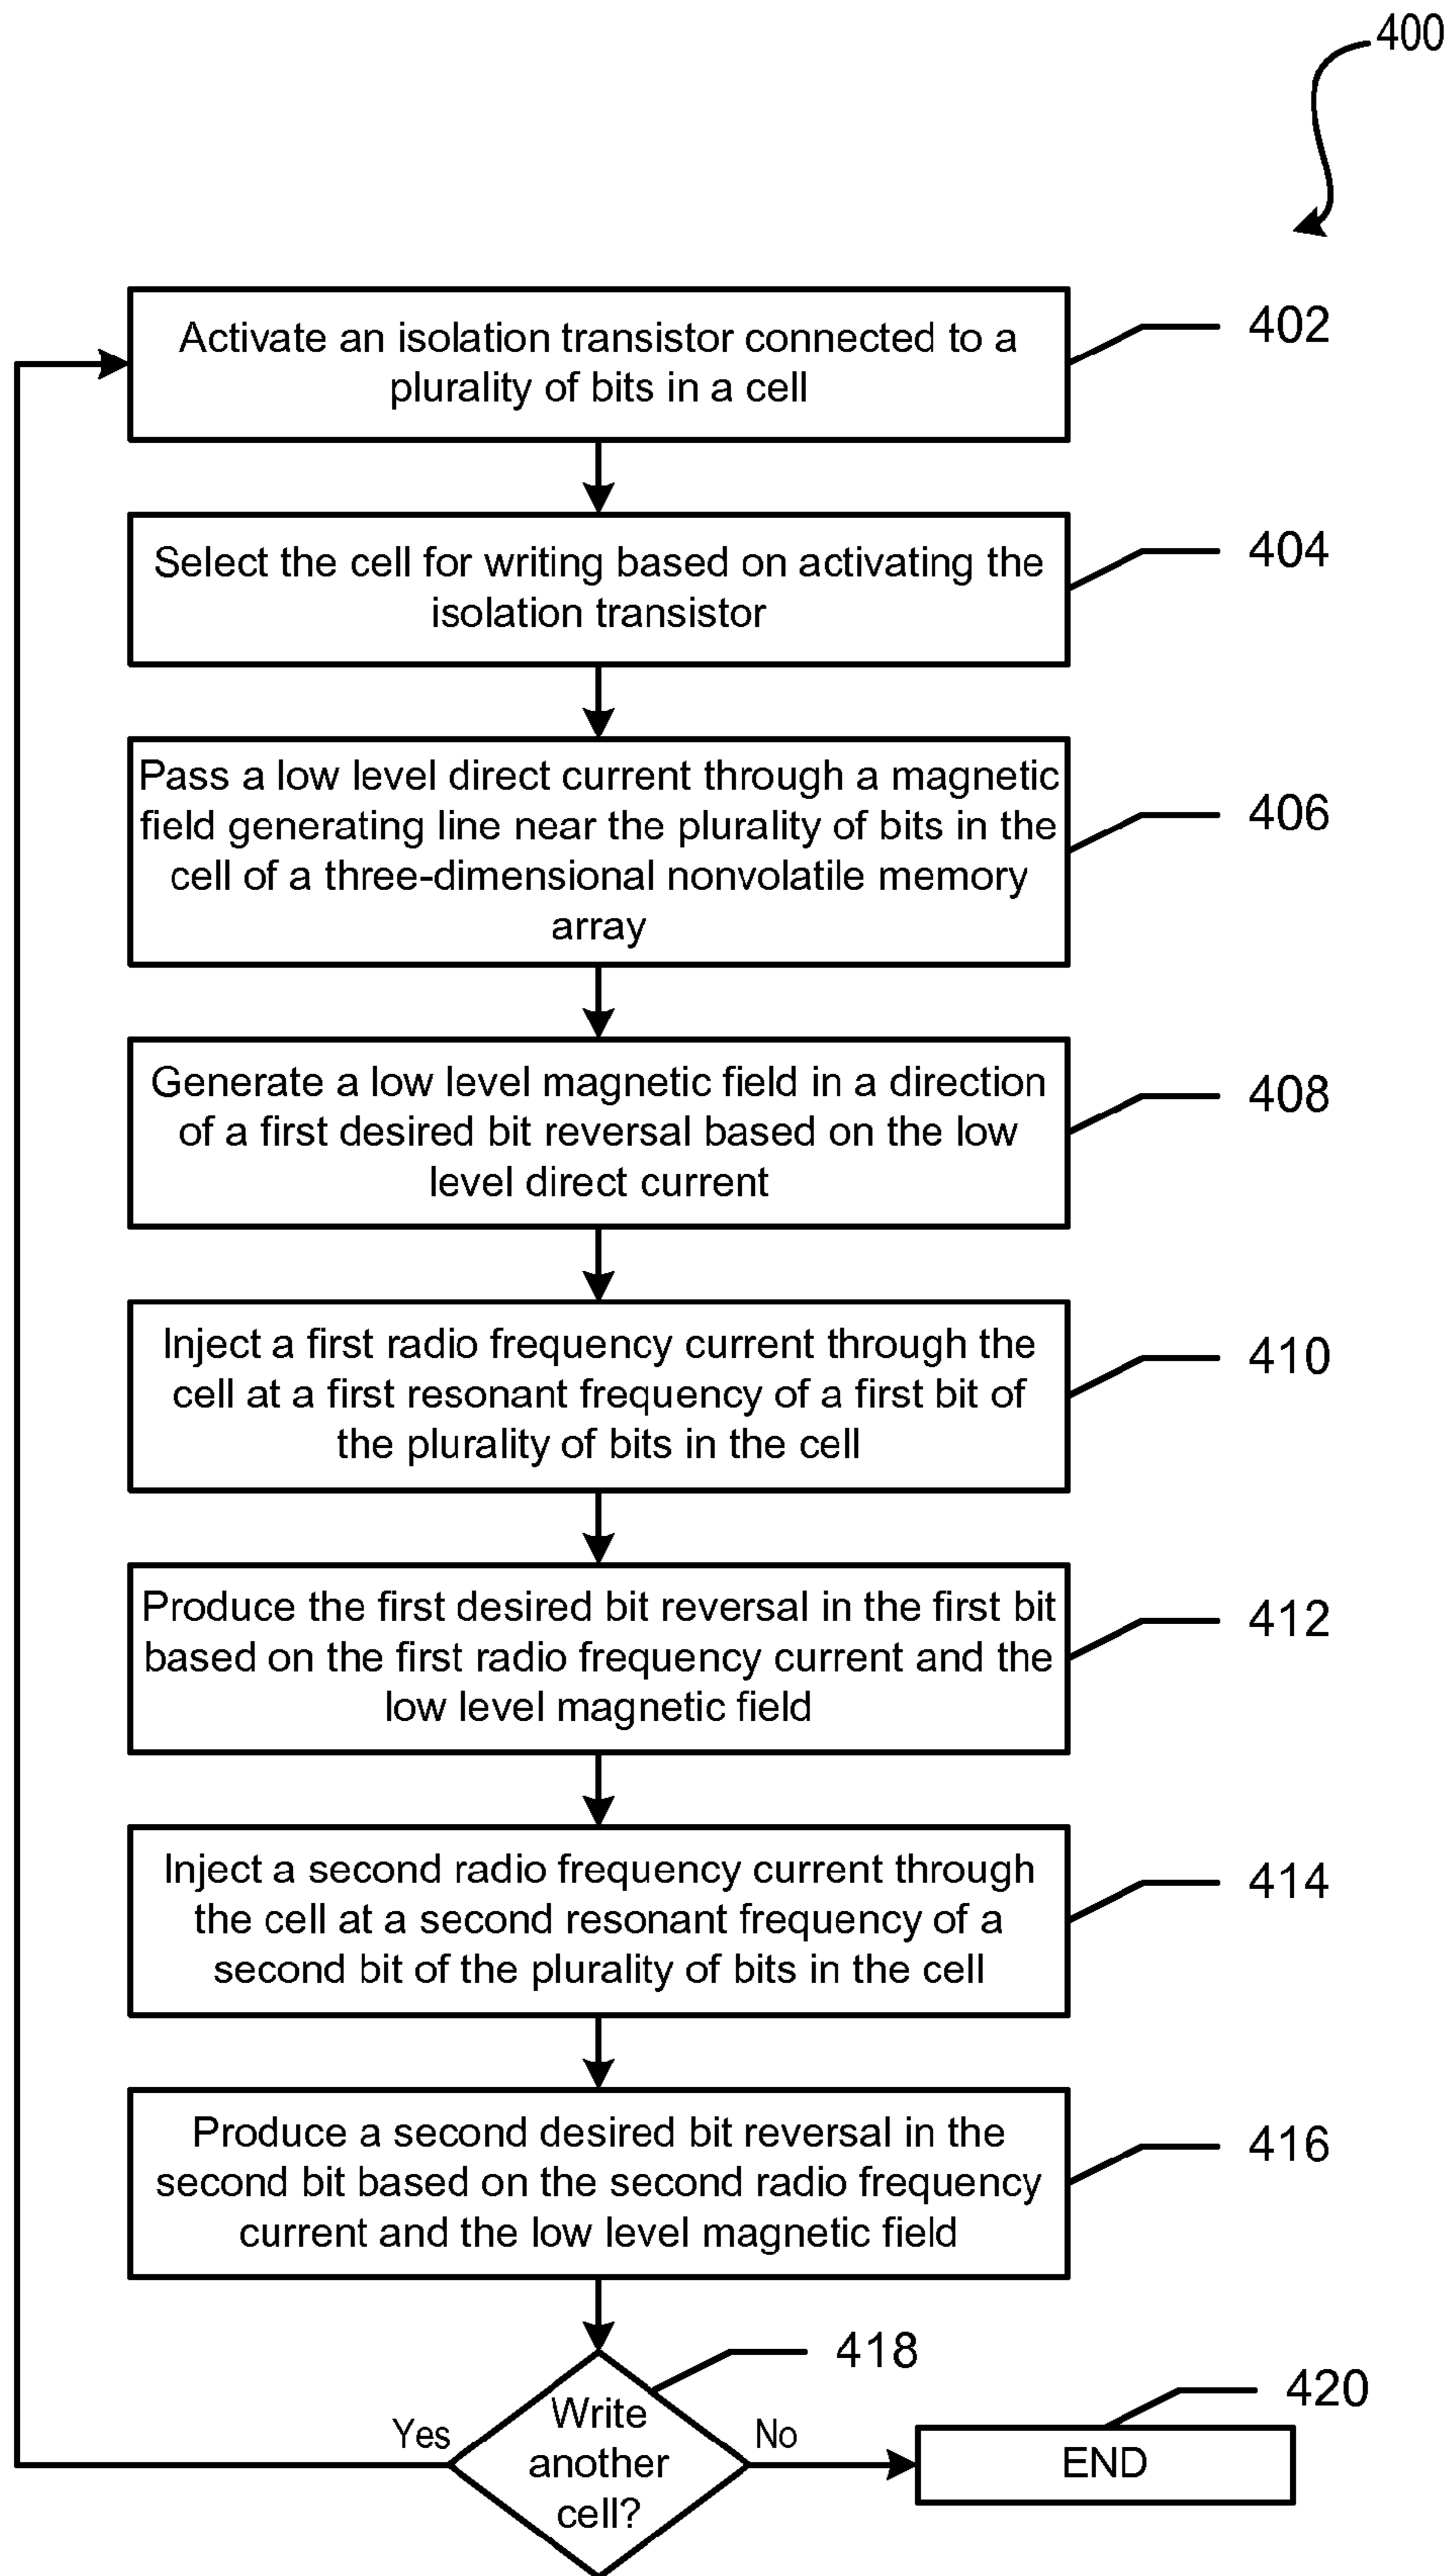 400
Activate an isolation transistor connected to a
plurality of bits in a cell
402
Select the cell for writing based on activating the
isolation transistor
404
Pass a low level direct current through a magnetic
field generating line near the plurality of bits in the
cell of a three-dimensional nonvolatile memory
array
406
Generate a low level magnetic field in a direction
of a first desired bit reversal based on the low
level direct current
408
Inject a first radio frequency current through the
cell at a first resonant frequency of a first bit of
the plurality of bits in the cell
410
Produce the first desired bit reversal in the first bit
based on the first radio frequency current and the
low level magnetic field
412
Inject a second radio frequency current through
the cell at a second resonant frequency of a
second bit of the plurality of bits in the cell
414
Produce a second desired bit reversal in the
second bit based on the second radio frequency
current and the low level magnetic field
416
418
Write
another
cell?
Yes
No
420
END